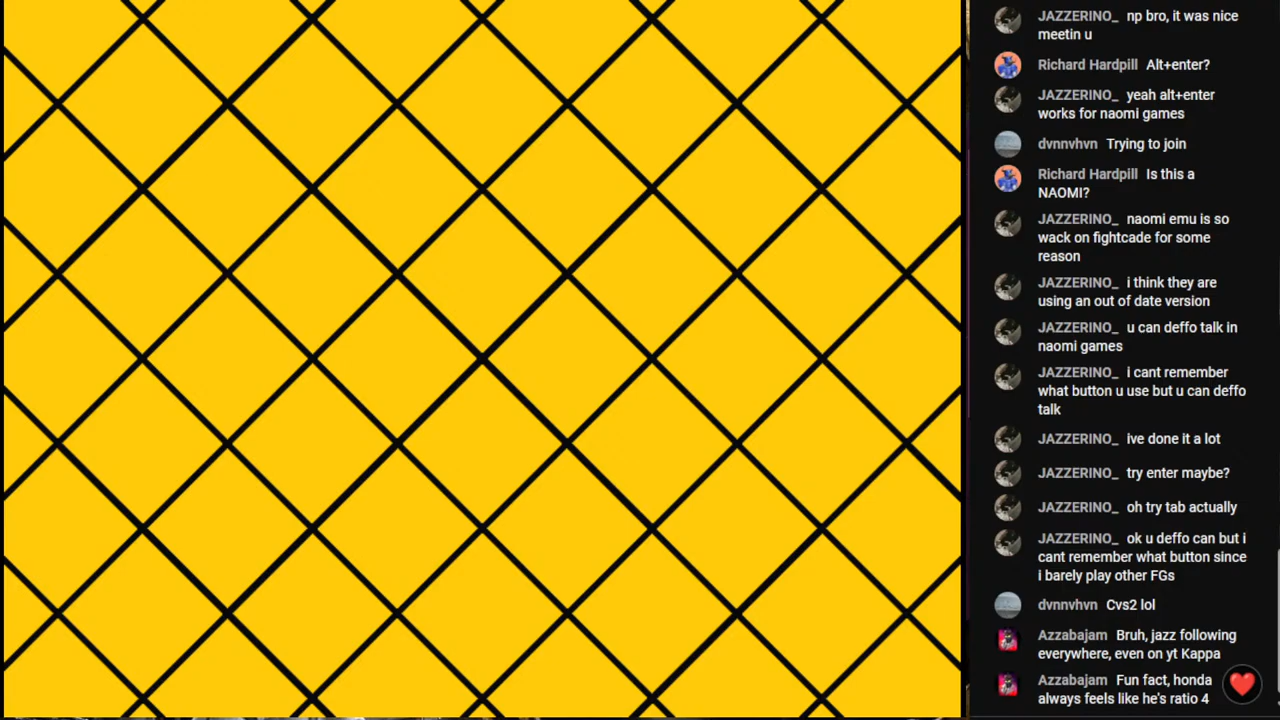 JAZZERINO_ np bro, it was nice
meetin u
Richard Hardpill Alt+enter?
JAZZERINO_ yeah alt+enter
works for naomi games
dvnnvhvn Trying to join
Richard Hardpill Is this a
NAOMI?
JAZZERINO_ naomi emu is so
wack on fightcade for some
reason
JAZZERINO_ i think they are
using an out of date version
JAZZERINO_ u can deffo talk in
naomi games
JAZZERINO_ i cant remember
what button u use but u can deffo
talk
JAZZERINO_ ive done it a lot
JAZZERINO_ try enter maybe?
JAZZERINO_ oh try tab actually
JAZZERINO_ ok u deffo can but i
cant remember what button since
i barely play other FGs
dvnnvhvn Cvs2 lol
Azzabajam Bruh, jazz following
everywhere, even on yt Kappa
Azzabajam Fun fact, honda
always feels like he's ratio 4